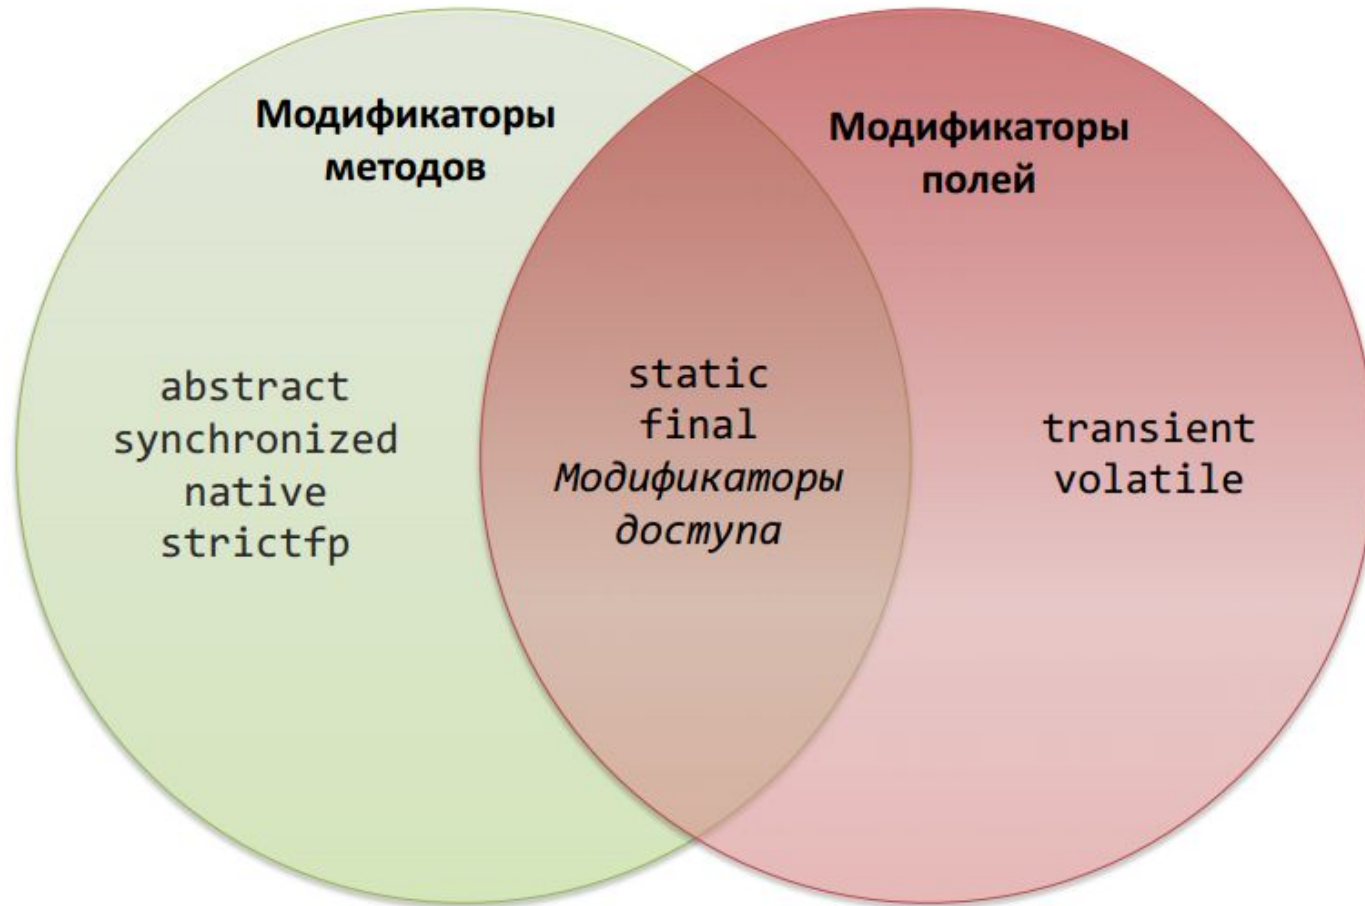 Модификаторы
методов
Модификаторы
полей
abstract
synchronized
native
strictfp
static
final
Модификаторы
доступа
transient
volatile